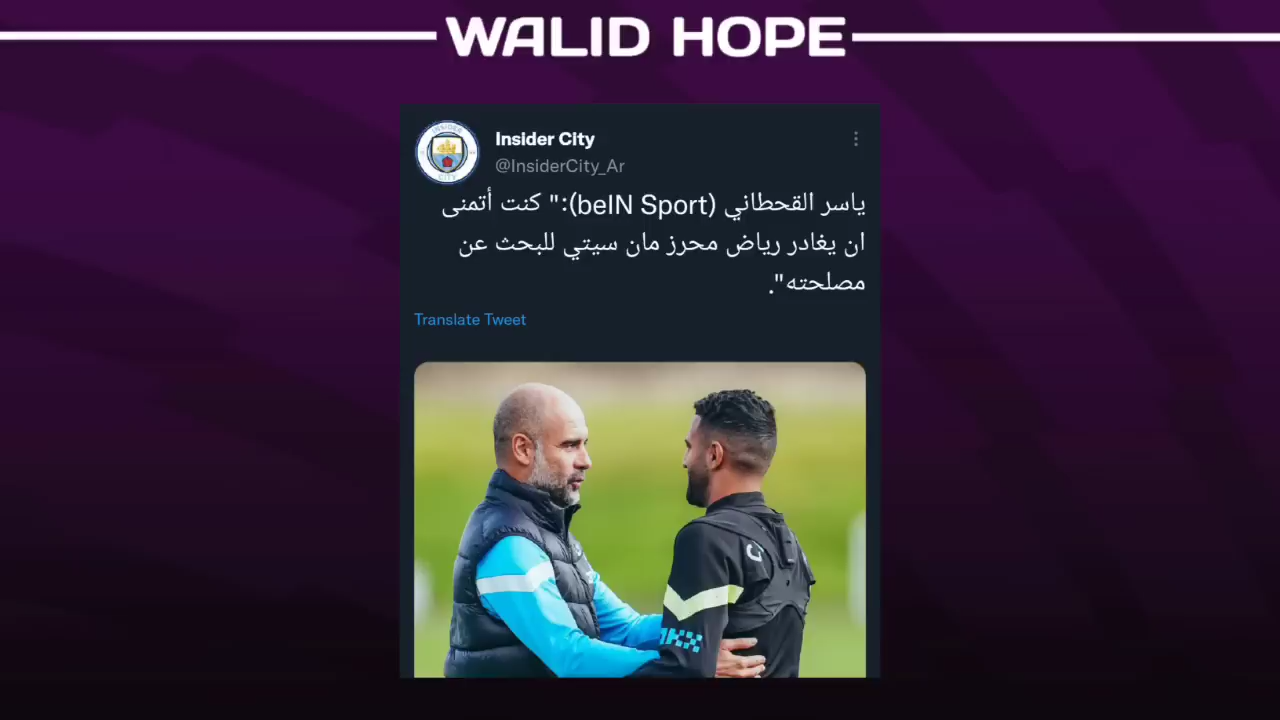 WALID HOPE
Insider City
@InsiderCity_Ar
ياسر القحطاني (beIN Sport):" كنت أتمنى
ان يغادر رياض محرز مان سيتي للبحث عن
مصلحته".
Translate Tweet